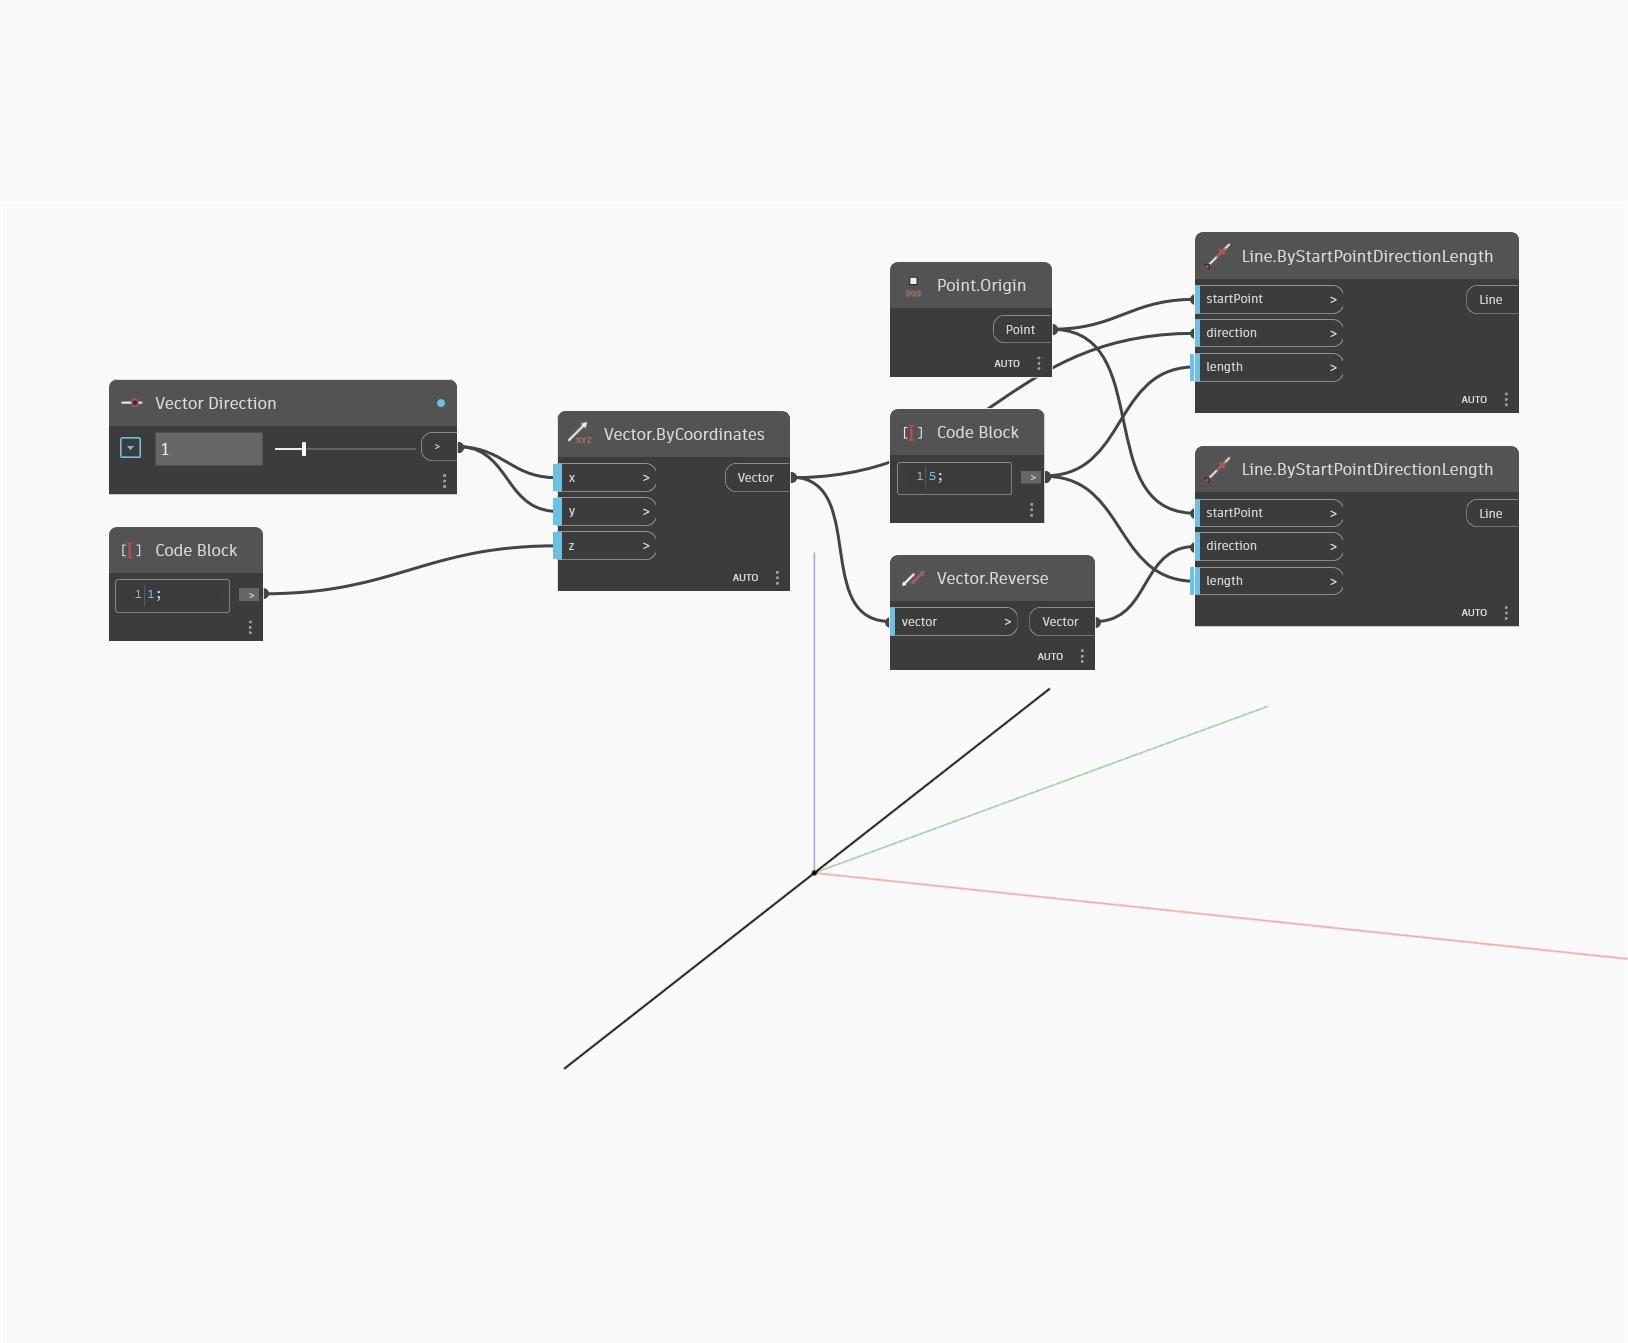 Vector Direction
1
>
Code Block
1 1;
>
Vector.ByCoordinates
x >
Vector
y >
z >
AUTO
Point.Origin
Point
AUTO
Code Block
1 5;
>
Vector.Reverse
vector >
Vector
AUTO
Line.ByStartPointDirectionLength
startPoint >
Line
direction >
length >
AUTO
Line.ByStartPointDirectionLength
startPoint >
Line
direction >
length >
AUTO